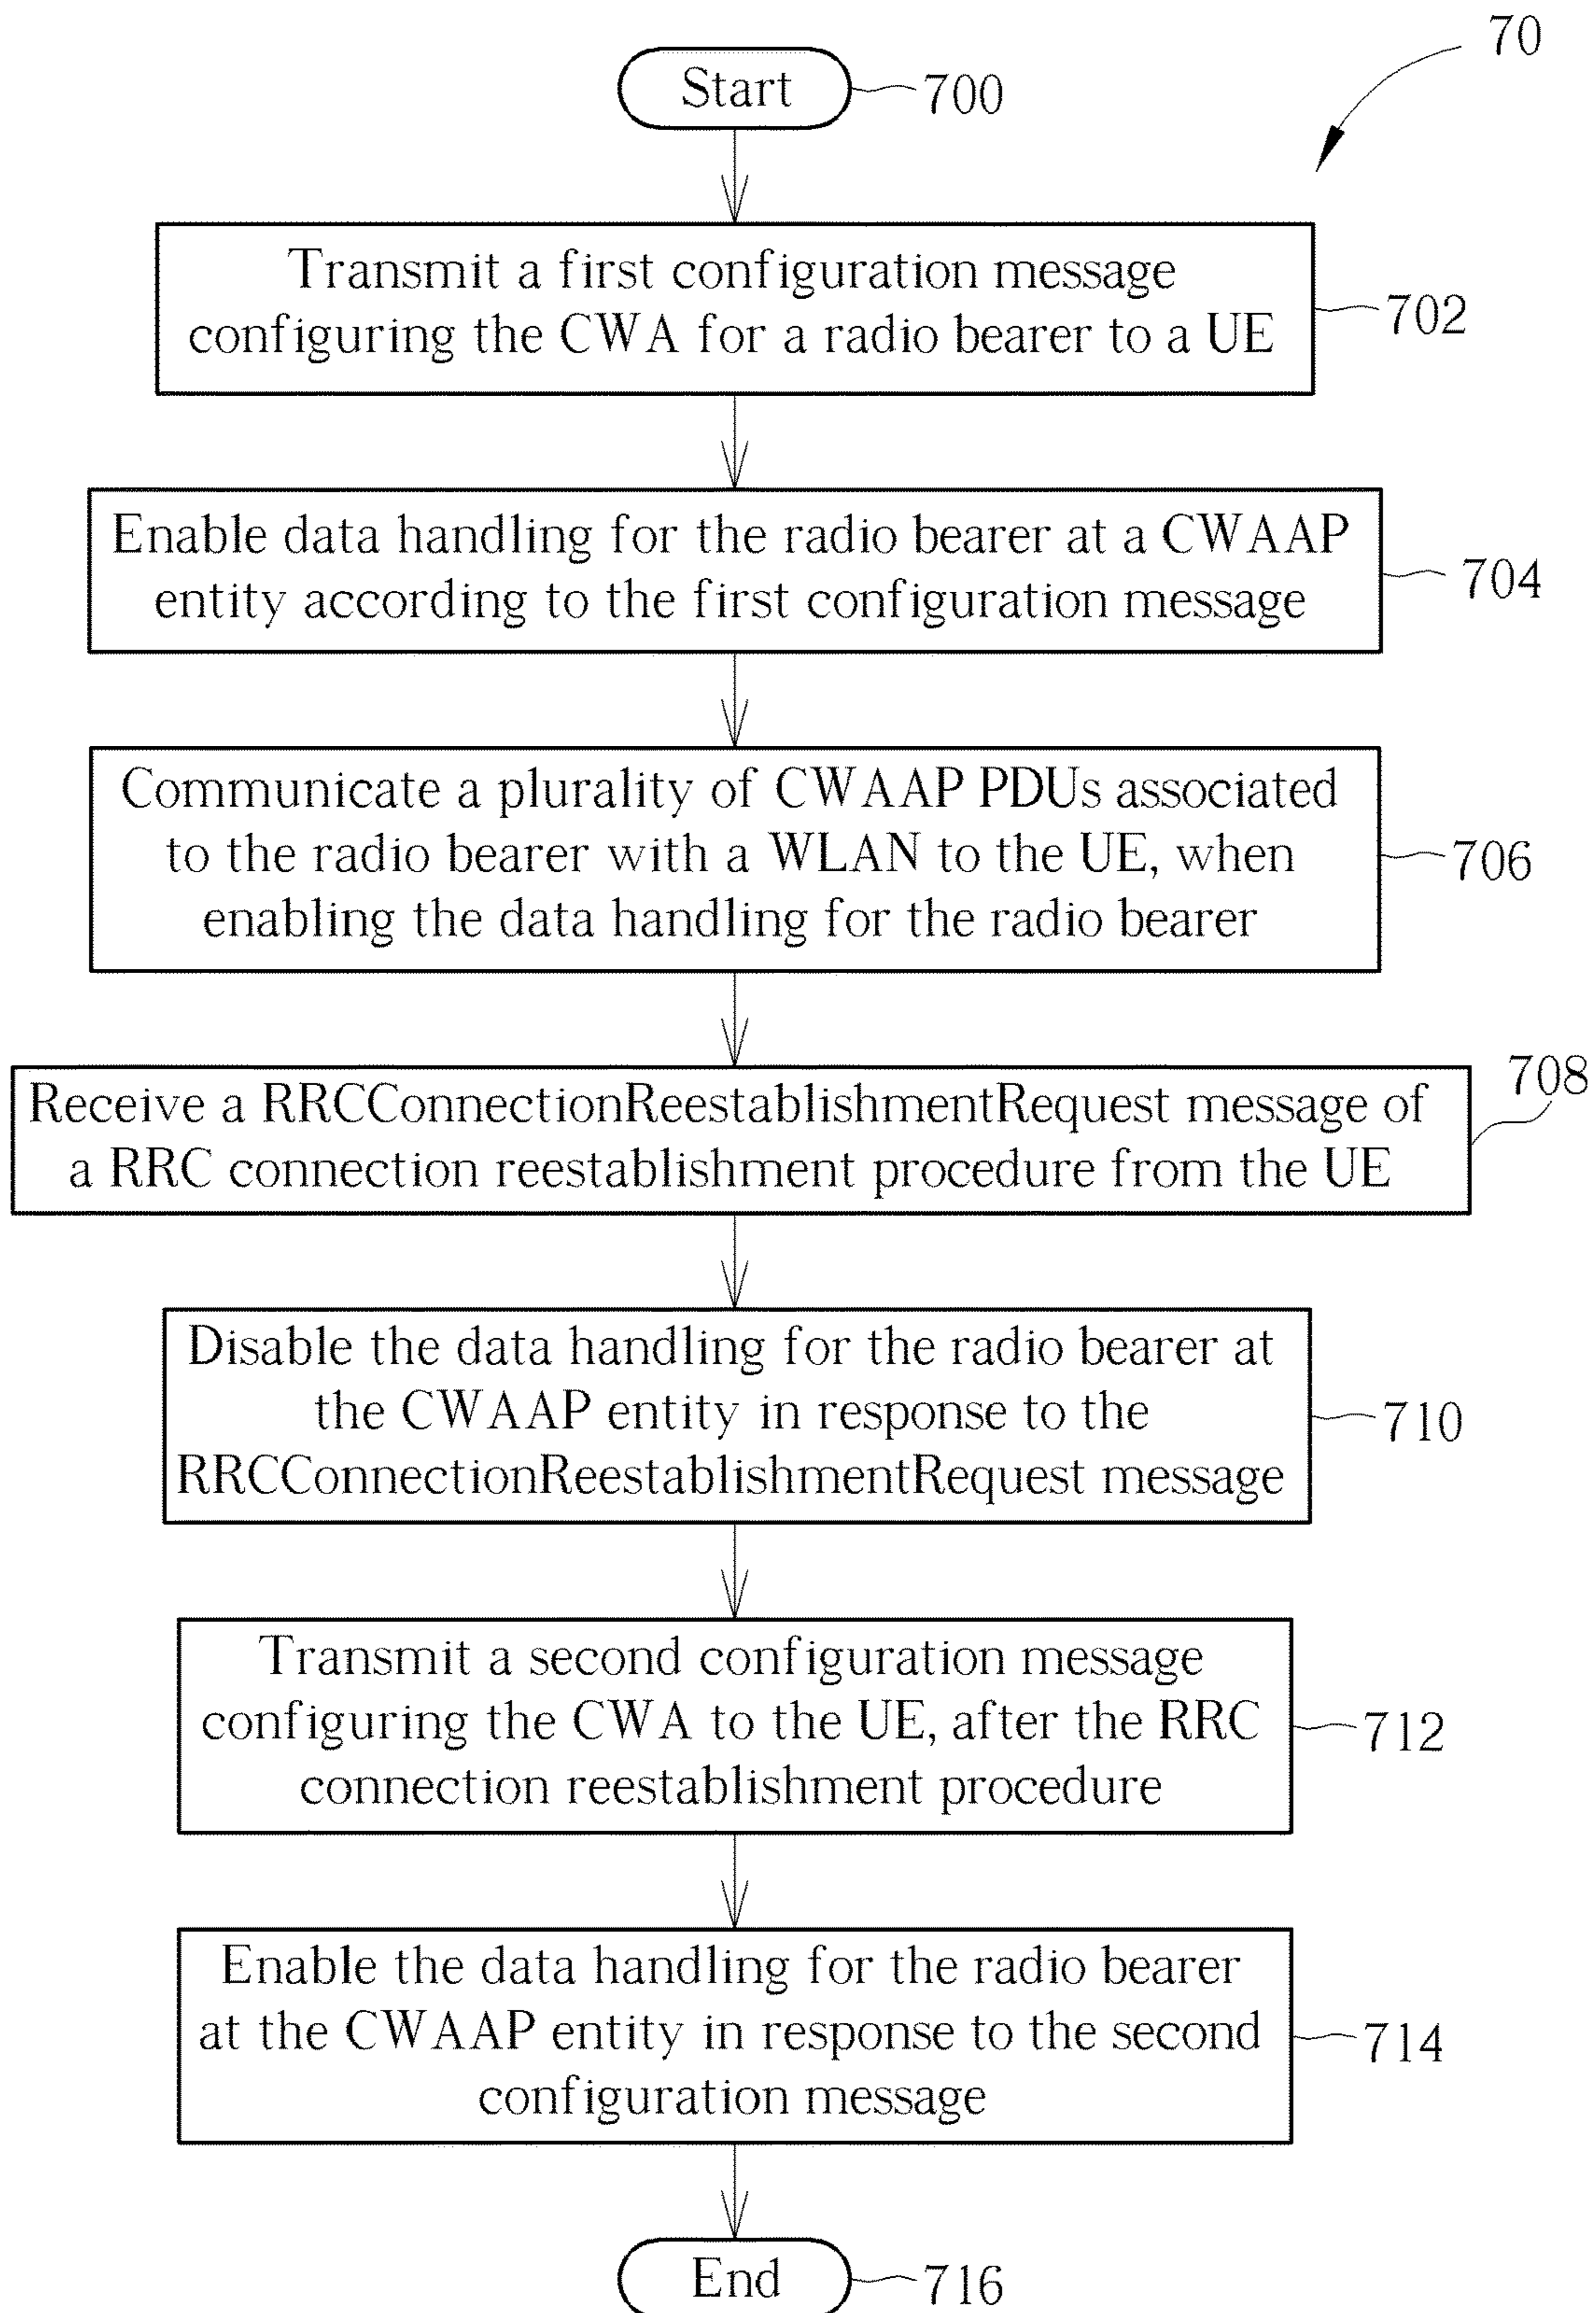 70
Start
700
Transmit a first configuration message
configuring the CWA for a radio bearer to a UE
702
Enable data handling for the radio bearer at a CWAAP
entity according to the first configuration message
704
Communicate a plurality of CWAAP PDUs associated
to the radio bearer with a WLAN to the UE, when
enabling the data handling for the radio bearer
706
Receive a RRCConnectionReestablishmentRequest message of
a RRC connection reestablishment procedure from the UE
708
Disable the data handling for the radio bearer at
the CWAAP entity in response to the
RRCConnectionReestablishmentRequest message
710
Transmit a second configuration message
configuring the CWA to the UE, after the RRC
connection reestablishment procedure
712
Enable the data handling for the radio bearer
at the CWAAP entity in response to the second
configuration message
714
End
716